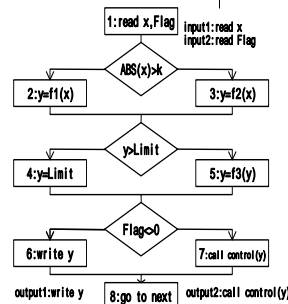 1:read x,Flag
input1:read x
input2:read Flag
ABS(x)>k
2:y=f1(x)
3:y=f2(x)
y>Limit
4:y=Limit
5:y=f3(y)
Flag<>0
6:write y
7:call control(y)
output1:write y
8:go to next
output2:call control(y)